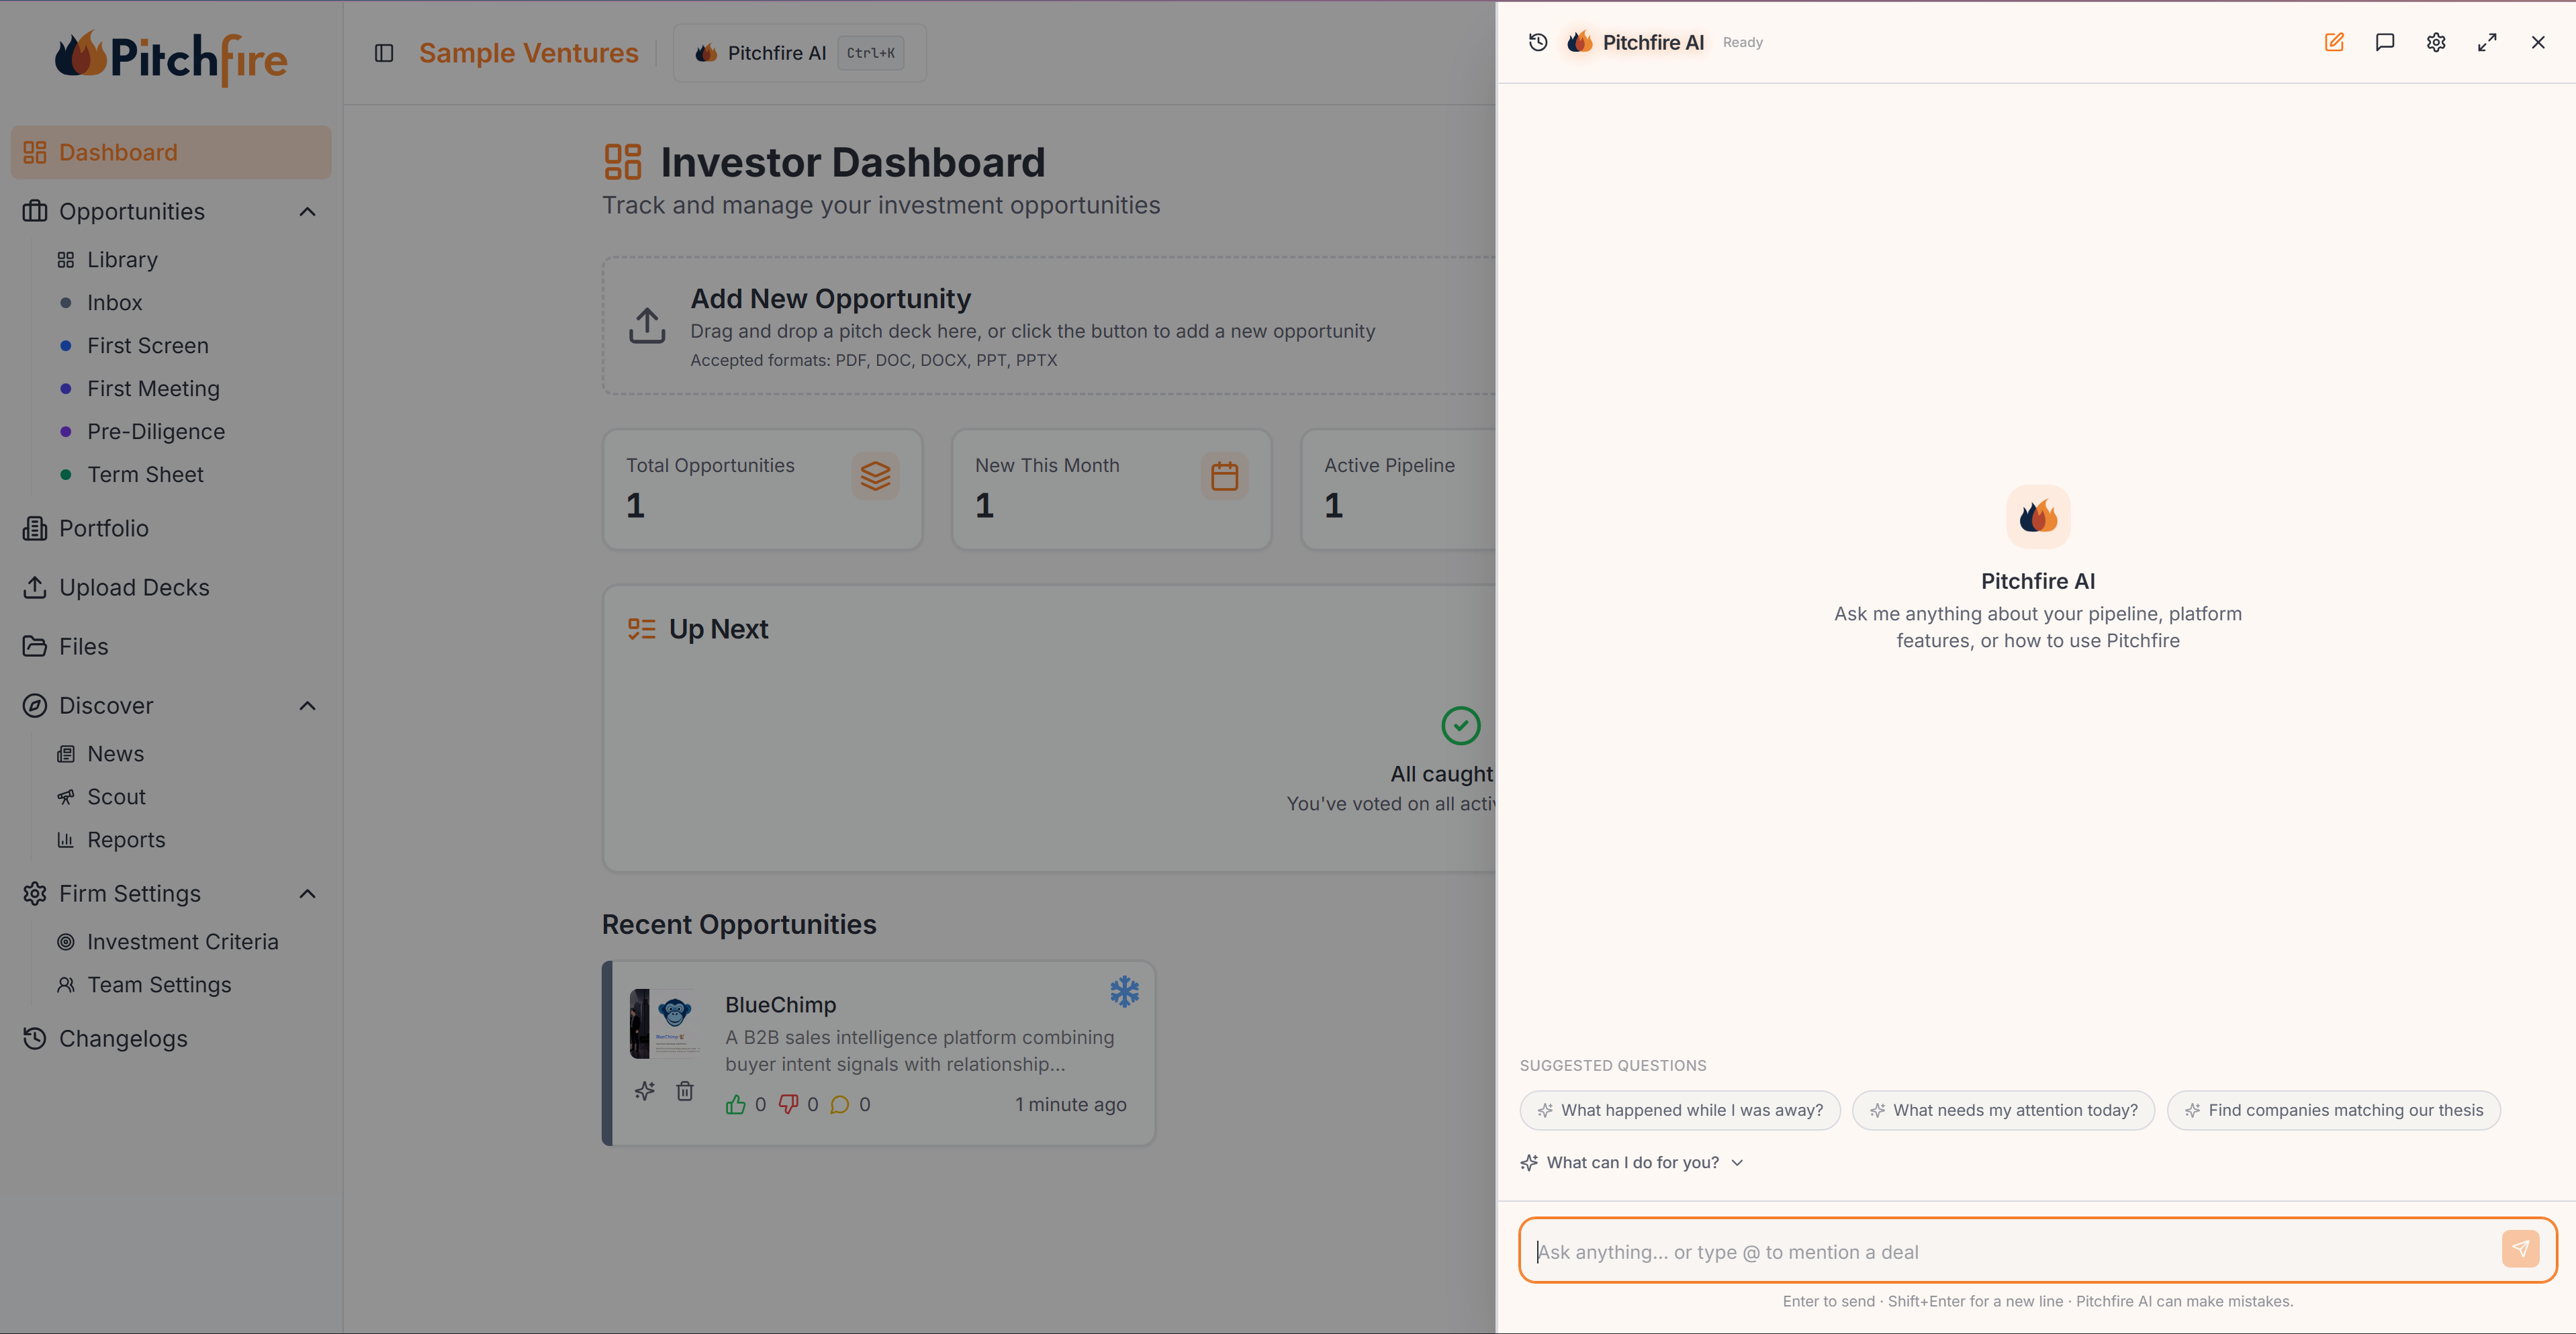 Pitchfire
Dashboard
Opportunities
Library
Inbox
First Screen
First Meeting
Pre-Diligence
Term Sheet
Portfolio
Upload Decks
Files
Discover
News
Scout
Reports
Firm Settings
Investment Criteria
Team Settings
Changelogs
Sample Ventures
Pitchfire AI Ctrl+K
Investor Dashboard
Track and manage your investment opportunities
Add New Opportunity
Drag and drop a pitch deck here, or click the button to add a new opportunity
Accepted formats: PDF, DOC, DOCX, PPT, PPTX
Total Opportunities
1
New This Month
1
Active Pipeline
1
Up Next
All caught
You've voted on all
Recent Opportunities
BlueChimp
A B2B sales intelligence platform combining
buyer intent signals with relationship...
0 0 0 1 minute ago
Pitchfire AI Ready
Pitchfire AI
Ask me anything about your pipeline, platform
features, or how to use Pitchfire
SUGGESTED QUESTIONS
What happened while I was away? What needs my attention today? Find companies matching our thesis
What can I do for you?
Ask anything... or type @ to mention a deal
Enter to send · Shift+Enter for a new line · Pitchfire AI can make mistakes.